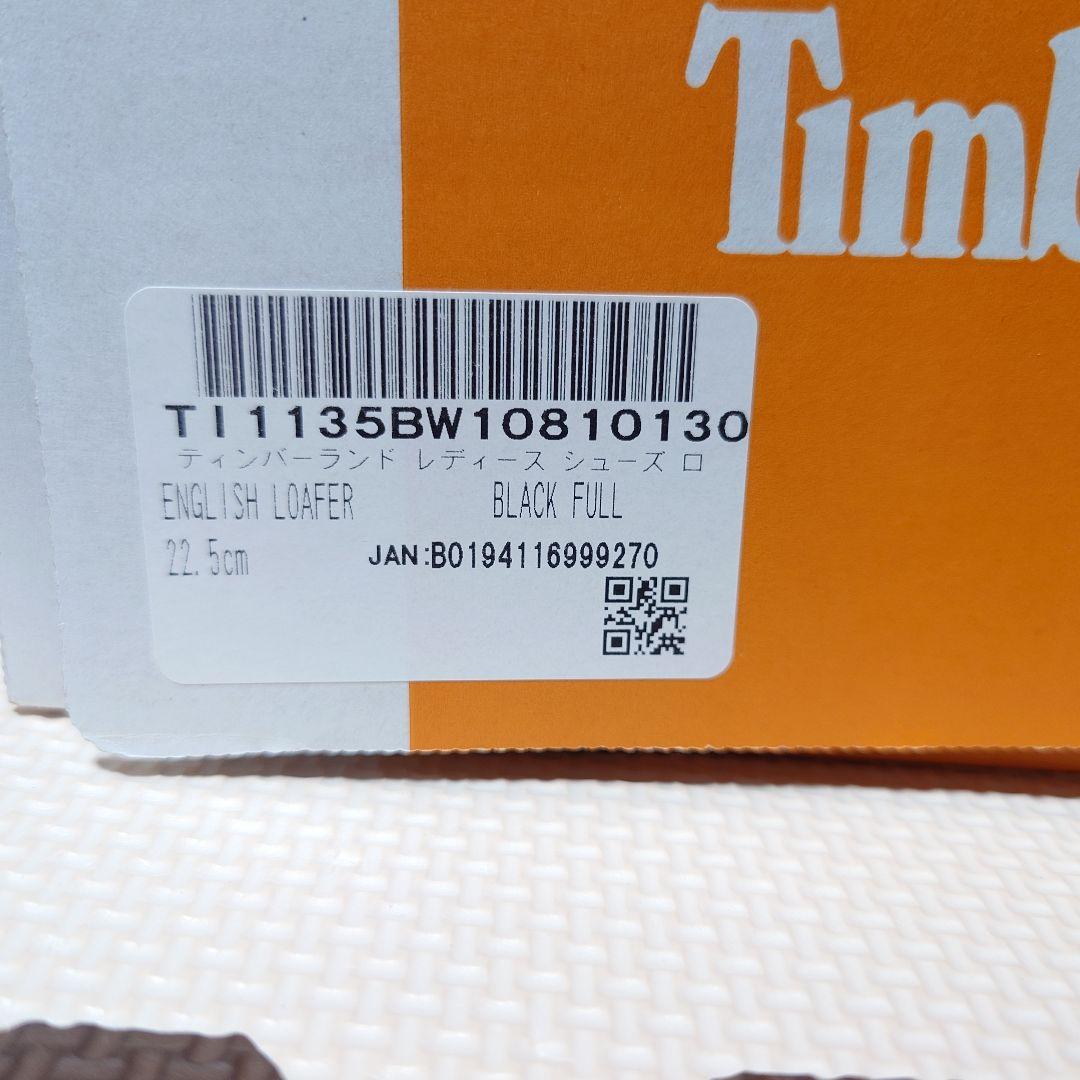 Timb
TI1135BW10810130
ティンバーランド レディース シューズ ロ
ENGLISH LOAFER BLACK FULL
22.5cm JAN:B0194116999270